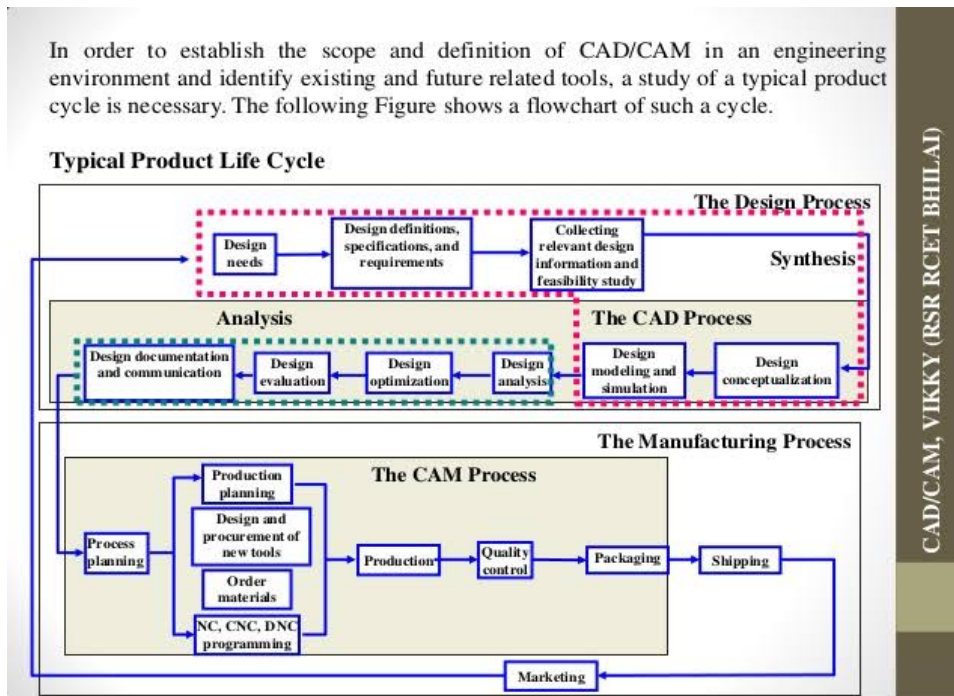 In order to establish the scope and definition of CAD/CAM in an engineering
environment and identify existing and future related tools, a study of a typical product
cycle is necessary. The following Figure shows a flowchart of such a cycle.
Typical Product Life Cycle
The Design Process
Design
needs
Design definitions,
specifications, and
requirements
Collecting
relevant design
information and
feasibility study
Synthesis
Analysis
The CAD Process
Design documentation
and communication
Design
evaluation
Design
optimization
Design
analysis
Design
modeling and
simulation
Design
conceptualization
The Manufacturing Process
The CAM Process
Process
planning
Production
planning
Design and
procurement of
new tools
Order
materials
NC, CNC, DNC
programming
Production
Quality
control
Packaging
Shipping
Marketing
CAD/CAM, VIKKY (RSR RCET BHILAI)